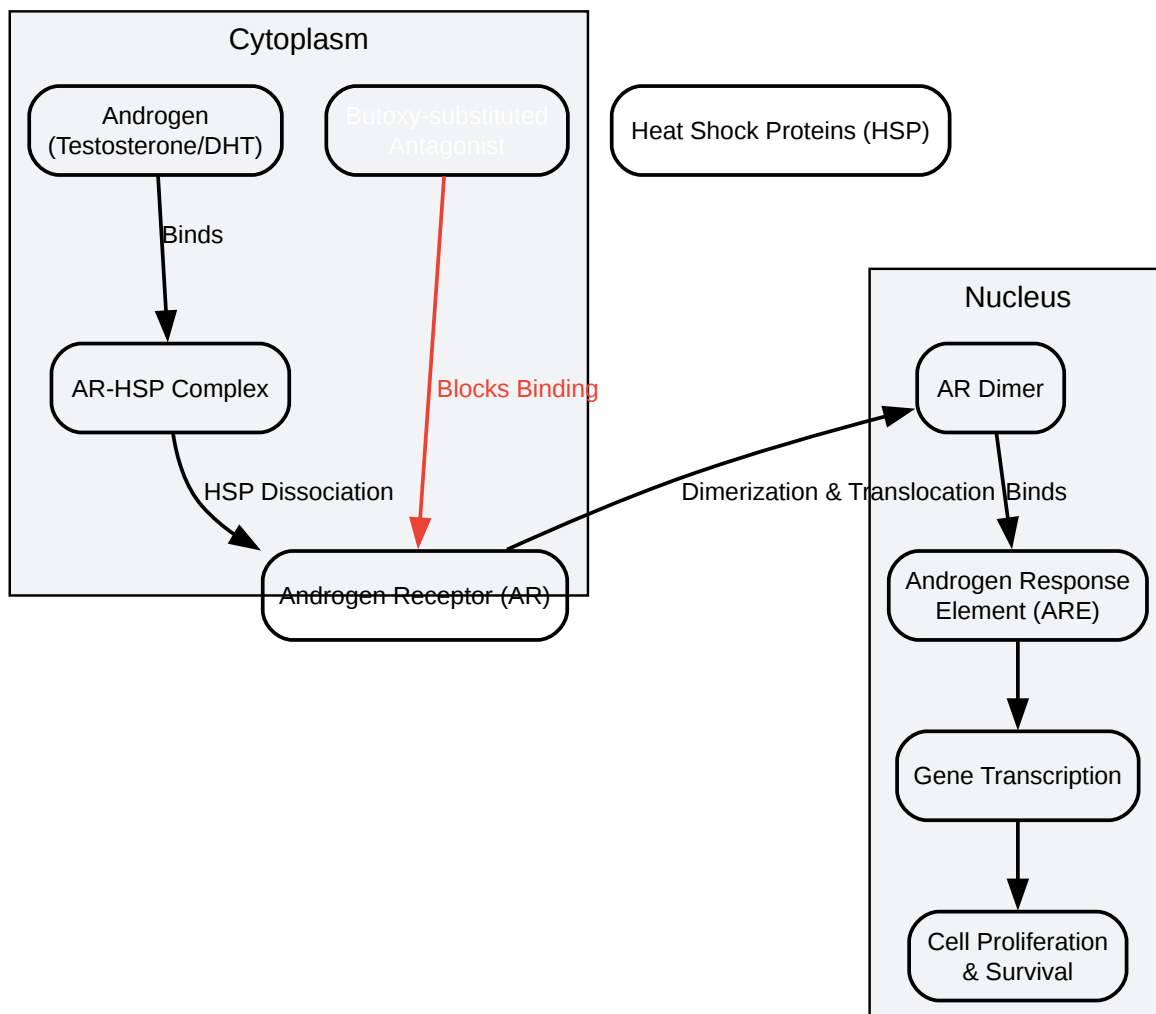 Cytoplasm
Androgen
(Testosterone/DHT)
Butoxy-substituted
Antagonist
Heat Shock Proteins (HSP)
Binds
Nucleus
AR-HSP Complex
Blocks Binding
AR Dimer
HSP Dissociation
Dimerization & Translocation
Binds
Androgen Receptor (AR)
Androgen Response
Element (ARE)
Gene Transcription
Cell Proliferation
& Survival